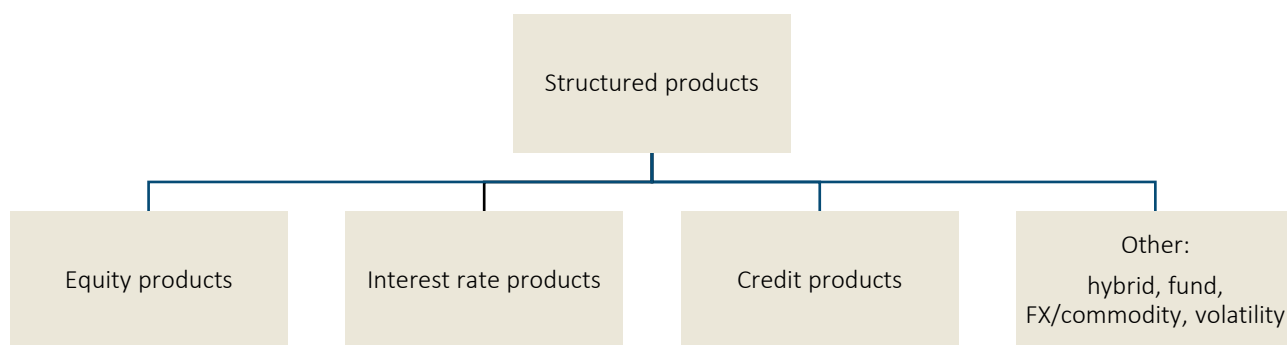 Structured products
Equity products
Interest rate products
Credit products
Other:
hybrid, fund,
FX/commodity, volatility